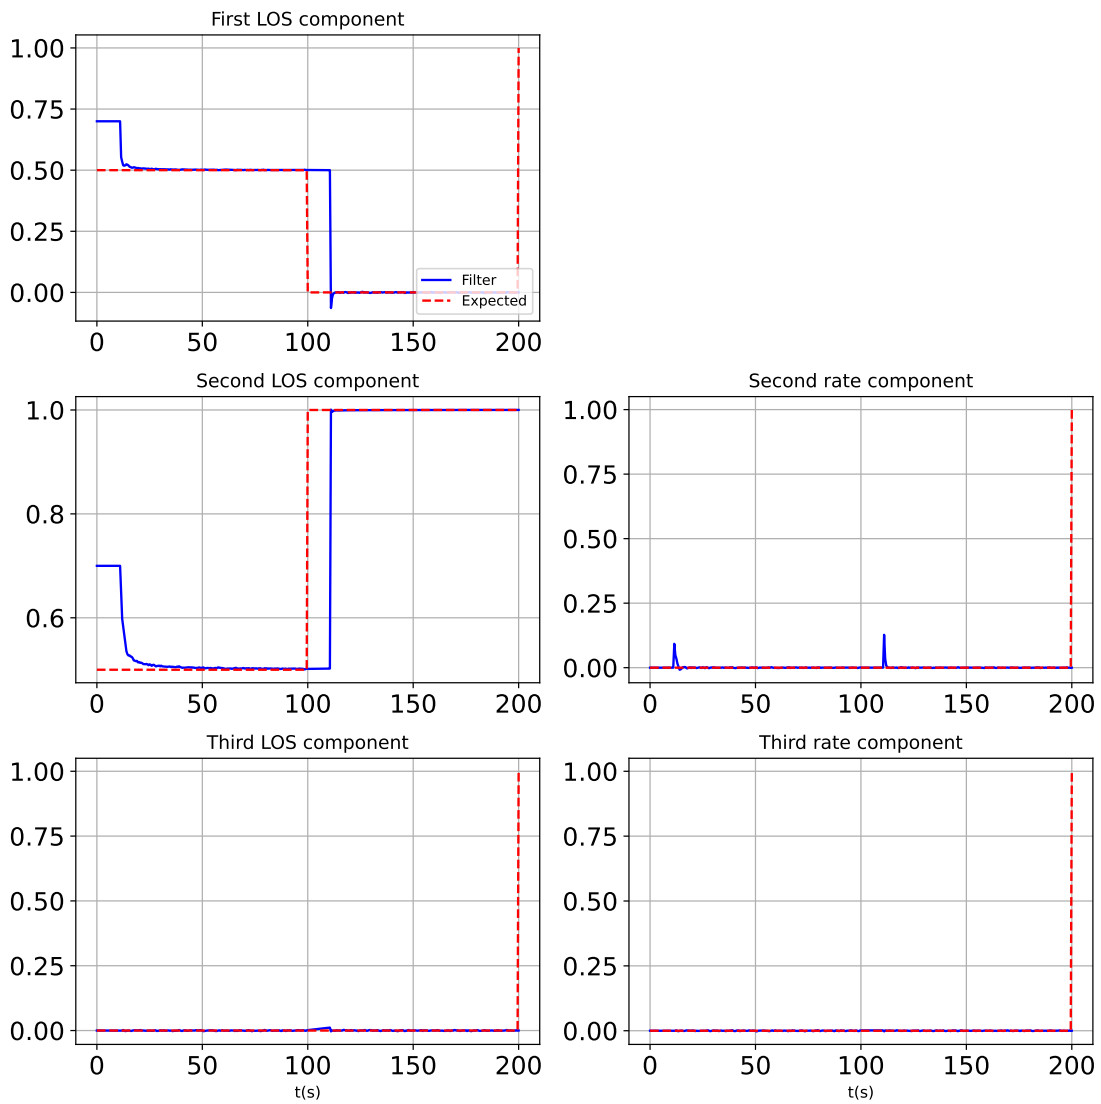 First LOS component
1.00
0.75
0.50
0.25
0.00
Filter
Expected
0 50 100 150 200
Second LOS component
1.0
0.8
0.6
0 50 100 150 200
Second rate component
1.00
0.75
0.50
0.25
0.00
0 50 100 150 200
Third LOS component
1.00
0.75
0.50
0.25
0.00
0 50 100 150 200
t(s)
Third rate component
1.00
0.75
0.50
0.25
0.00
0 50 100 150 200
t(s)